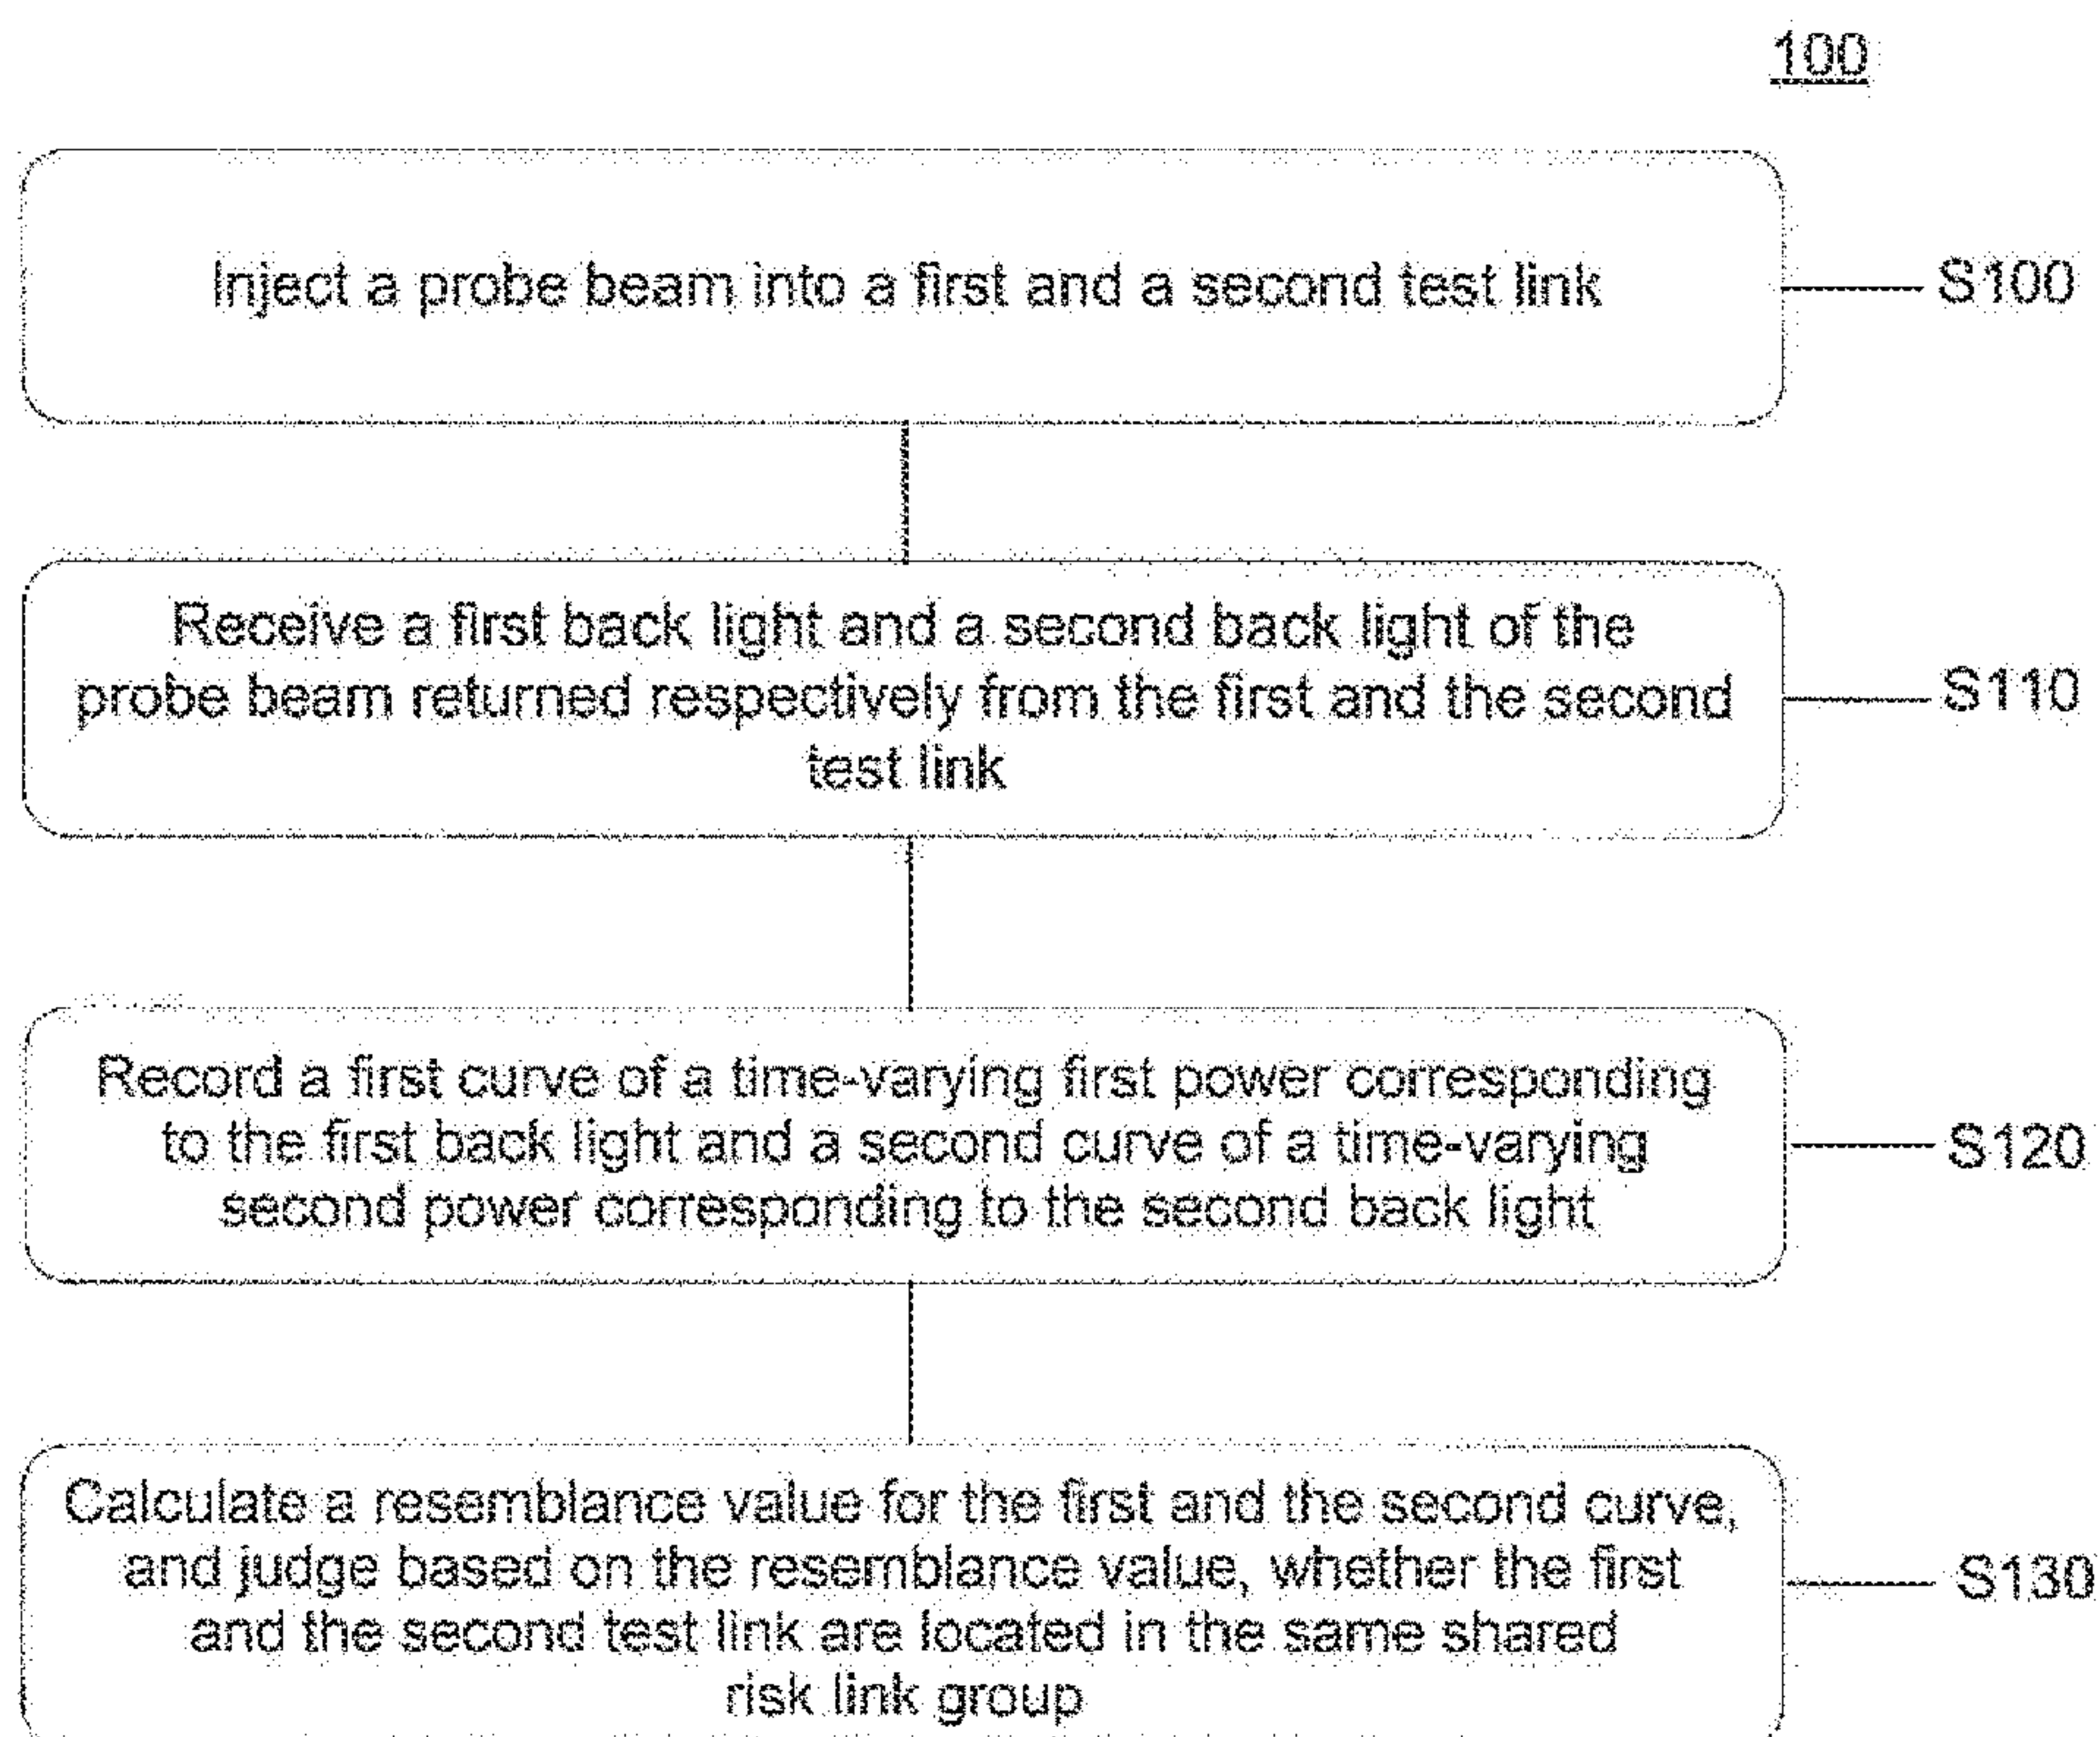 100
Inject a probe beam into a first and a second test link
S100
Receive a first back light and a second back light of the
probe beam returned respectively from the first and the second
test link
S110
Record a first curve of a time-varying first power corresponding
to the first back light and a second curve of a time-varying
second power corresponding to the second back light
S120
Calculate a resemblance value for the first and the second curve,
and judge based on the resemblance value, whether the first
and the second test link are located in the same shared
risk link group
S130